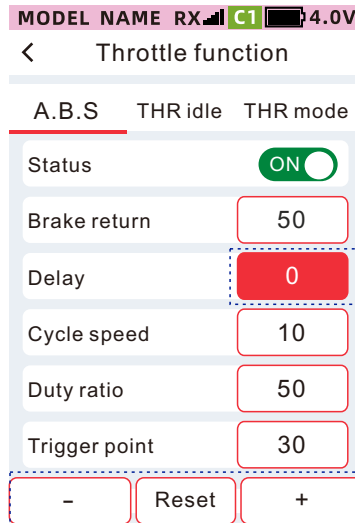 MODEL NAME RX C1 4.0V
< Throttle function
A.B.S THR idle THR mode
Status ON
Brake return 50
Delay 0
Cycle speed 10
Duty ratio 50
Trigger point 30
- Reset +